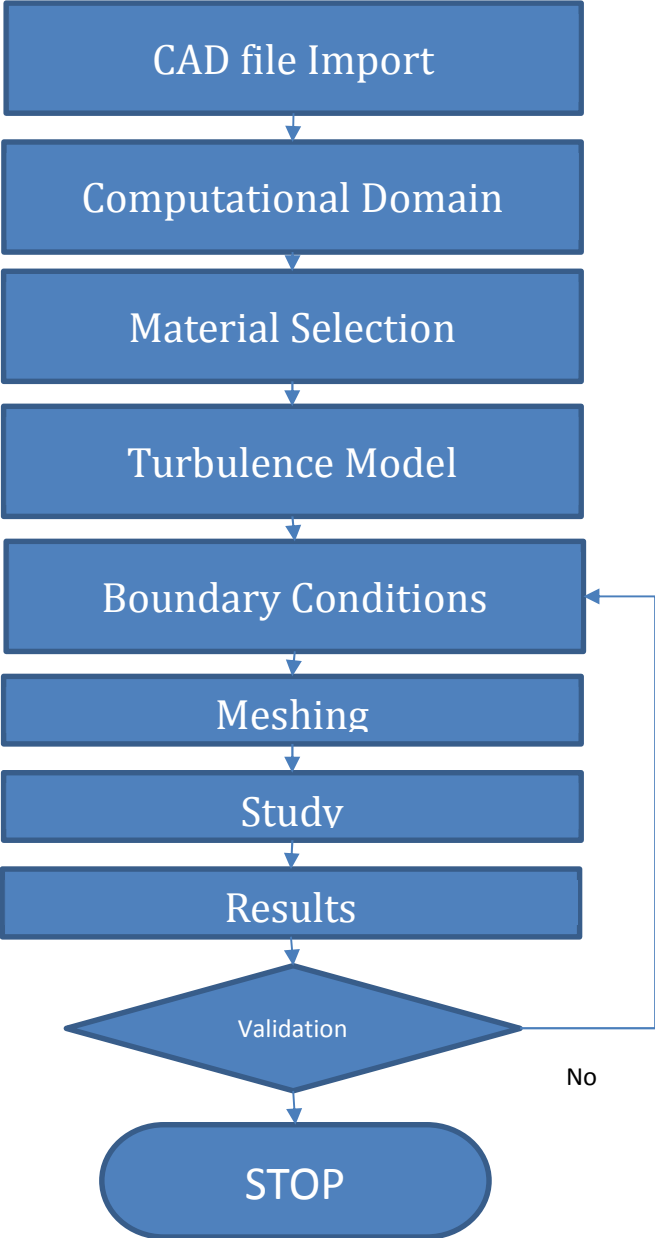 CAD file Import
Computational Domain
Material Selection
Turbulence Model
Boundary Conditions
Meshing
Study
Results
Validation
No
STOP